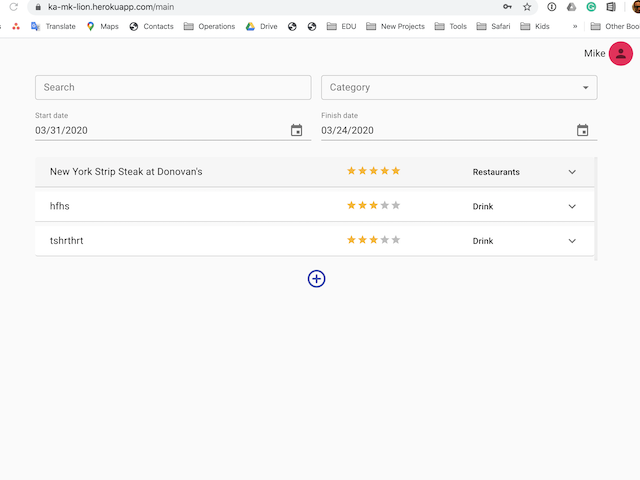 ka-mk-lion.herokuapp.com/main
Translate Maps Contacts Operations Drive EDU New Projects Tools Safari Kids » Other Boo
Mike
Search Category
Start date Finish date
03/31/2020 03/24/2020
New York Strip Steak at Donovan's Restaurants
hfhs Drink
tshrthrt Drink